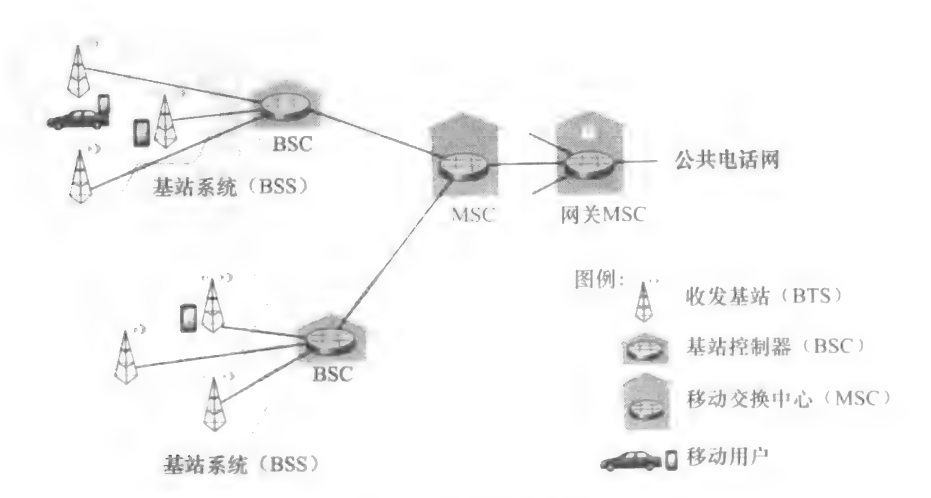 BSC
基站系统（BSS）
MSC
网关MSC
公共电话网
BSC
基站系统（BSS）
图例：
收发基站（BTS）
基站控制器（BSC）
移动交换中心（MSC）
移动用户